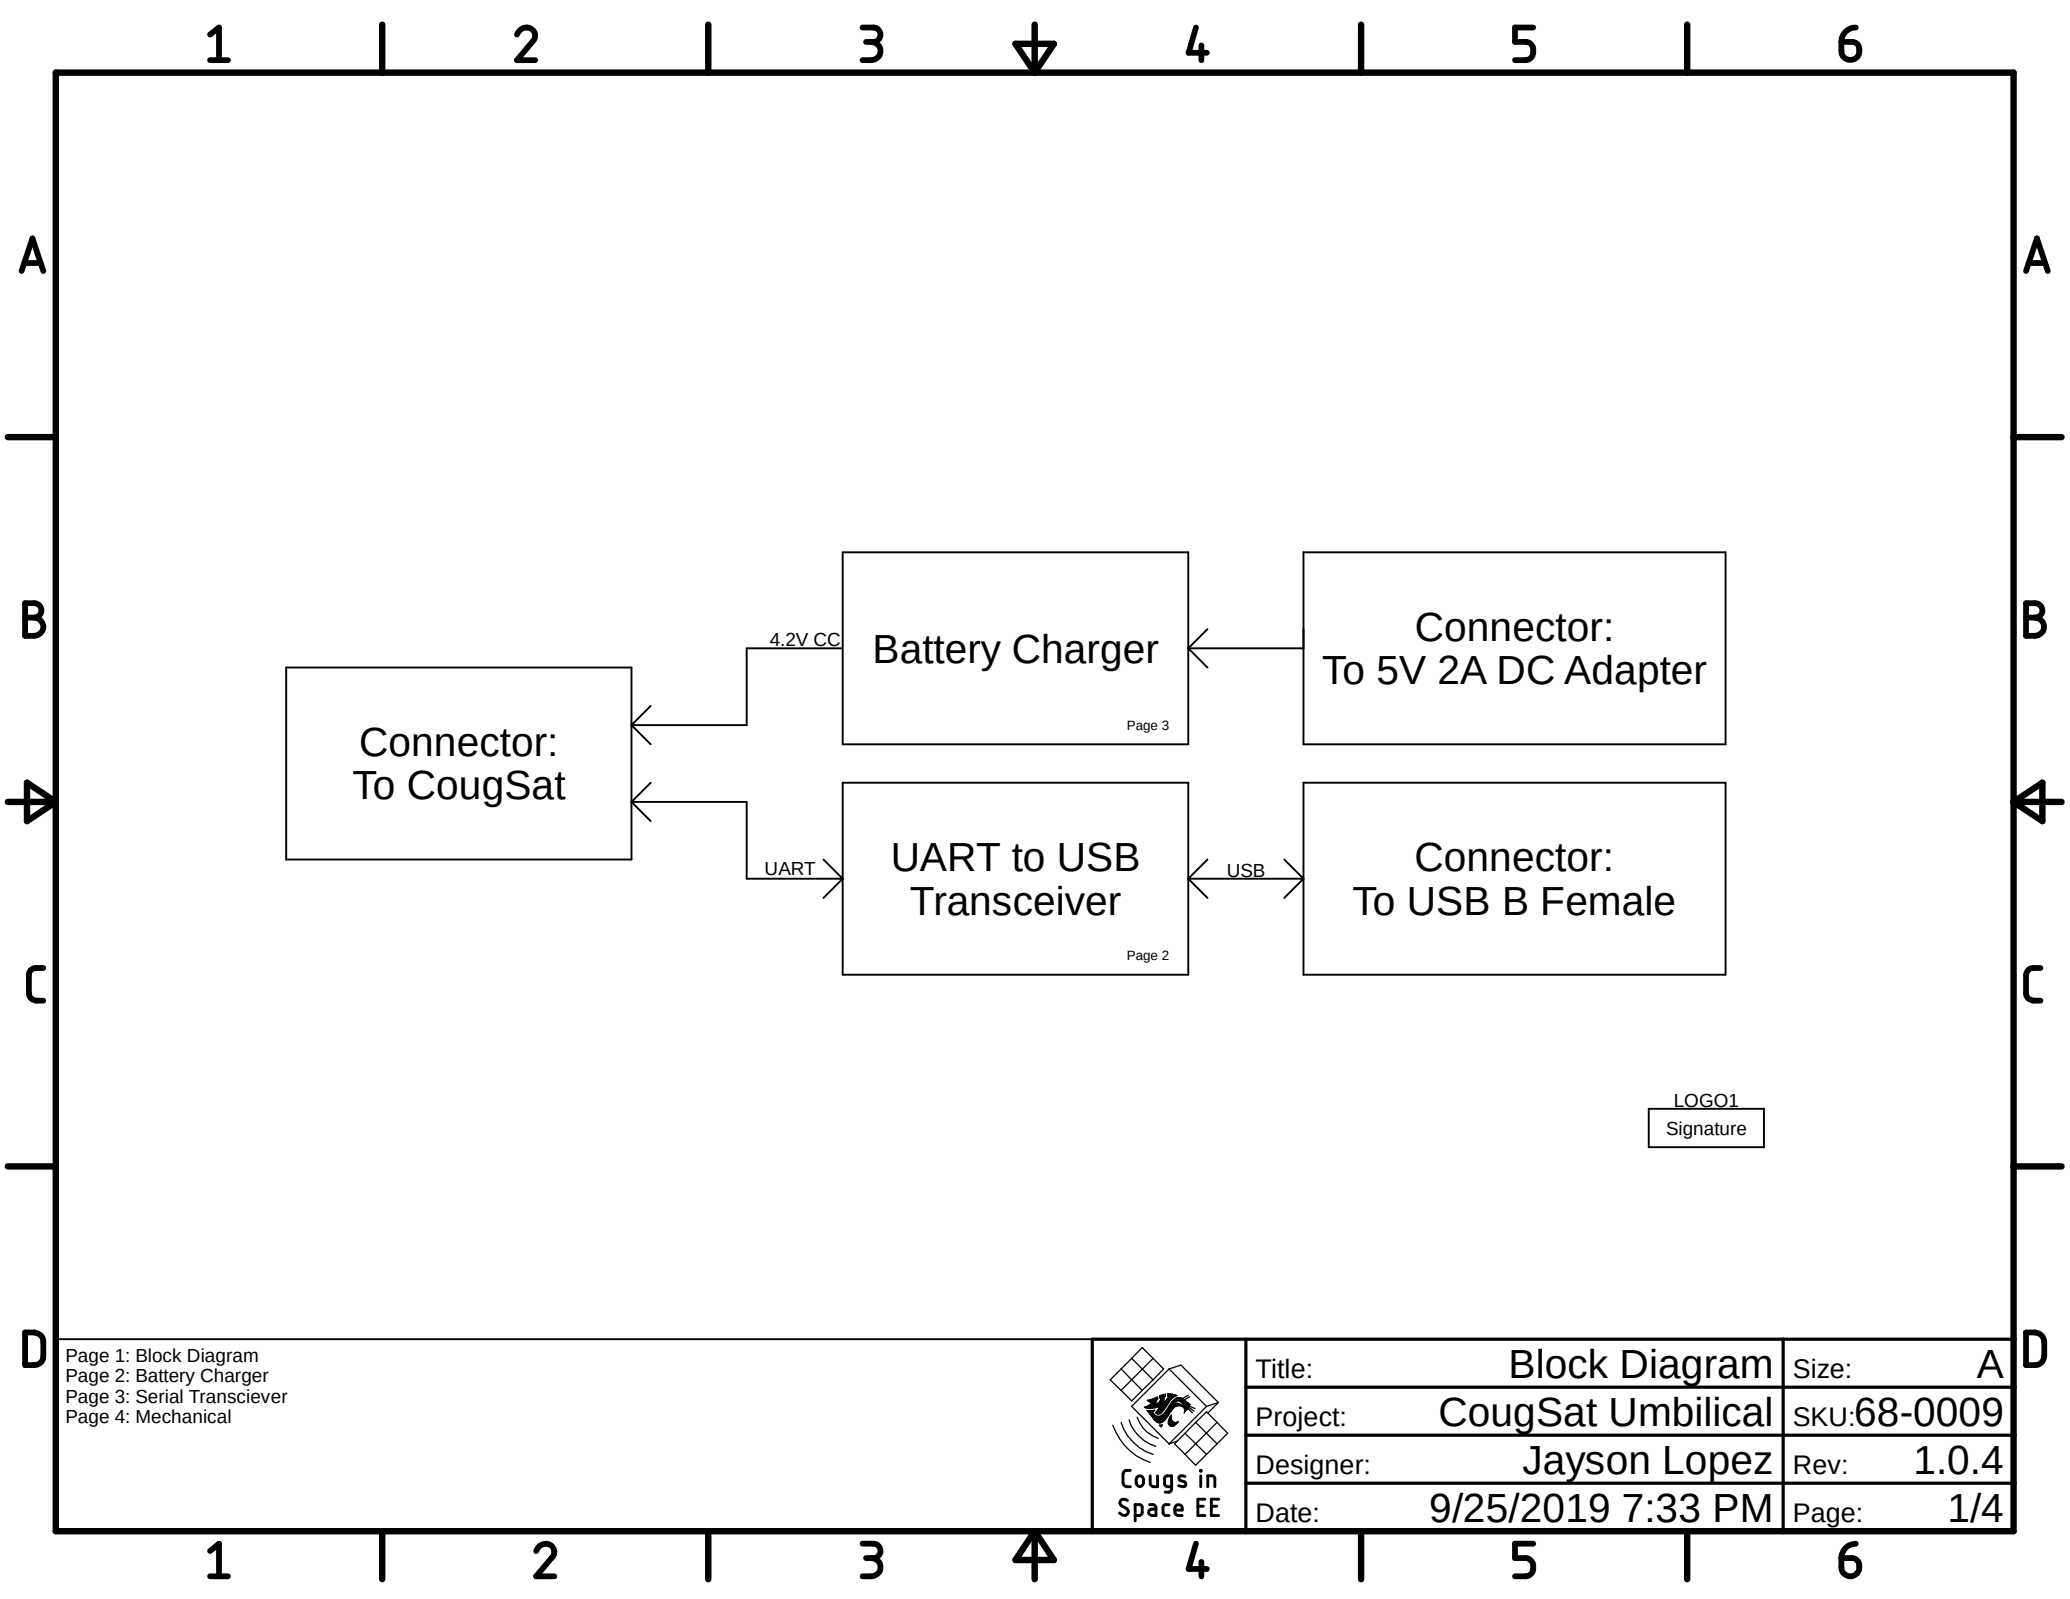 1 2 3 4 5 6
A A
4.2V CC
Battery Charger
Page 3
Connector:
To 5V 2A DC Adapter
B B
Connector:
To CougSat
UART
UART to USB
Transceiver
Page 2
USB
Connector:
To USB B Female
C C
LOGO1
Signature
D D
Page 1: Block Diagram
Page 2: Battery Charger
Page 3: Serial Transciever
Page 4: Mechanical
Cougs in
Space EE
Title: Block Diagram Size: A
Project: CougSat Umbilical SKU:68-0009
Designer: Jayson Lopez Rev: 1.0.4
Date: 9/25/2019 7:33 PM Page: 1/4
1 2 3 4 5 6